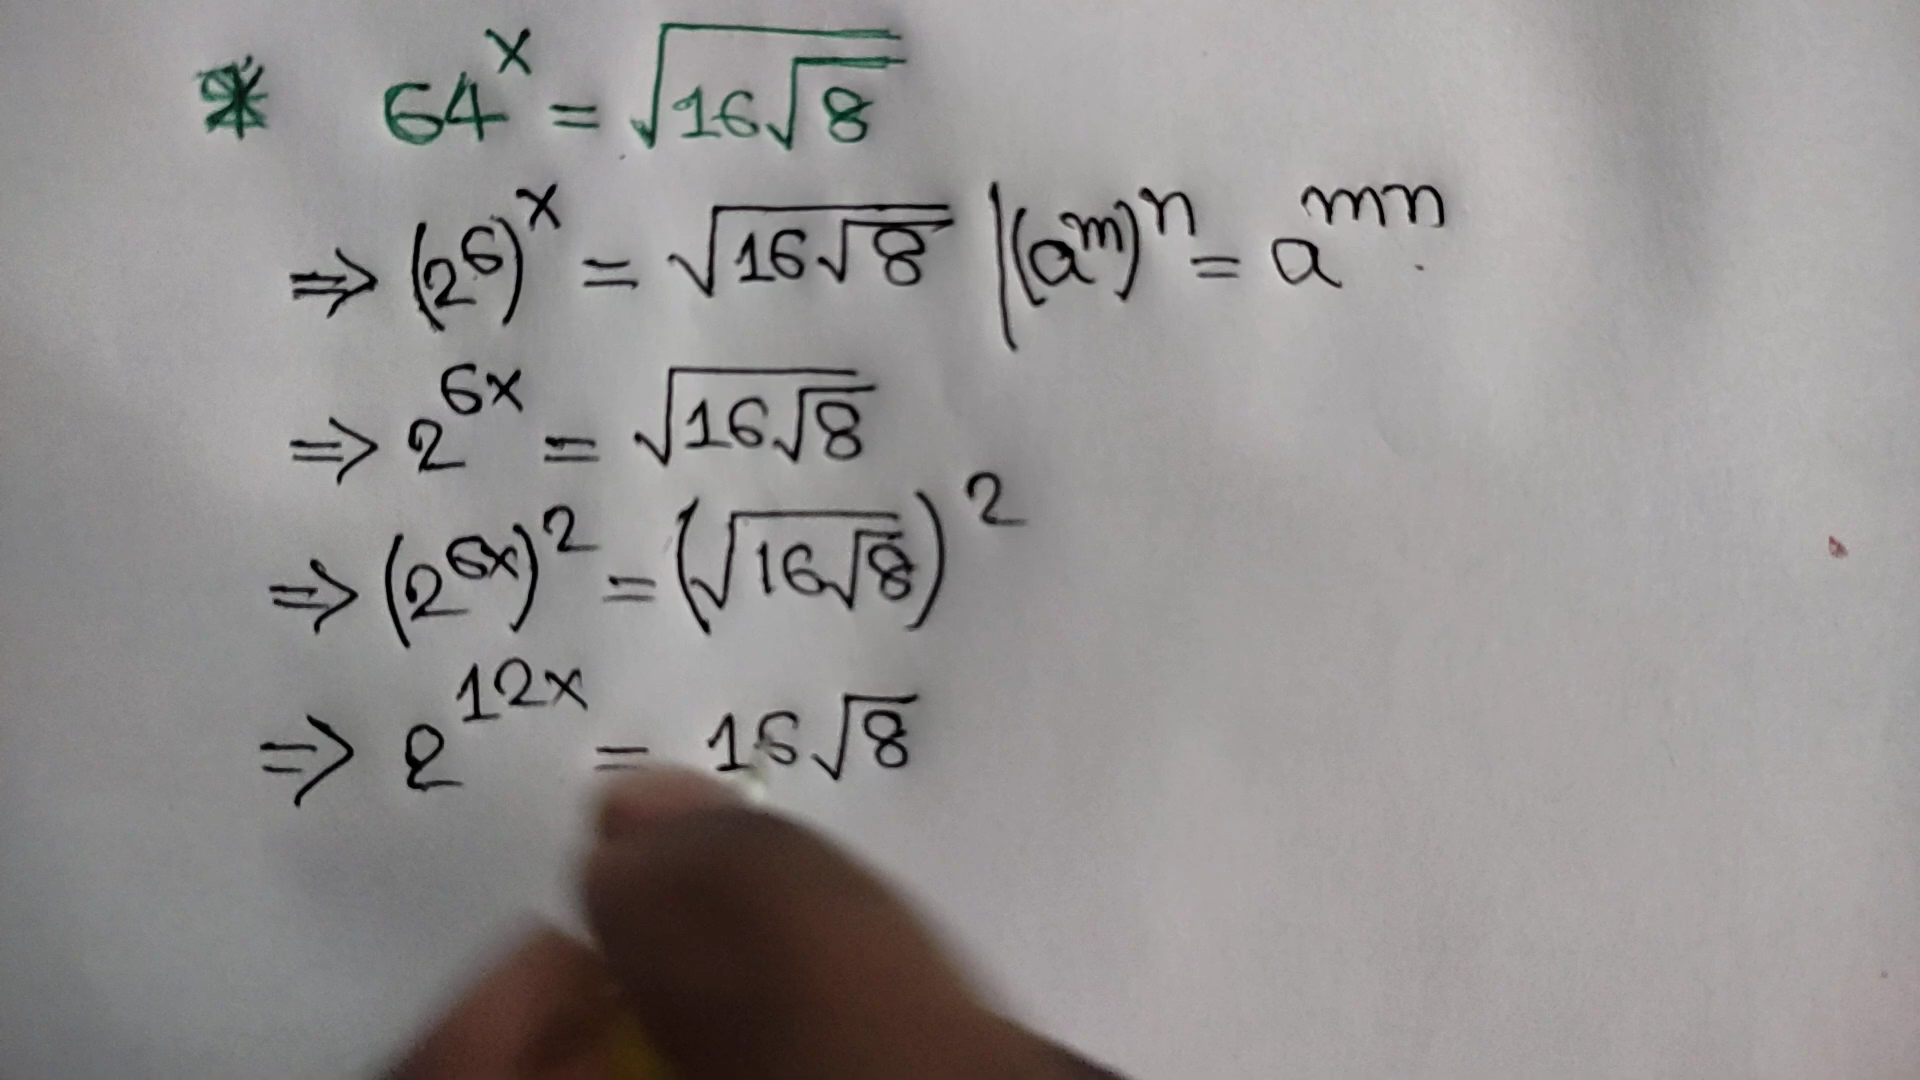 * 64^x = √(16√8)
⇒ (2^6)^x = √(16√8) | (a^m)^n = a^mn.
⇒ 2^6x = √(16√8)
⇒ (2^6x)^2 = (√(16√8))^2
⇒ 2^12x = 16√8